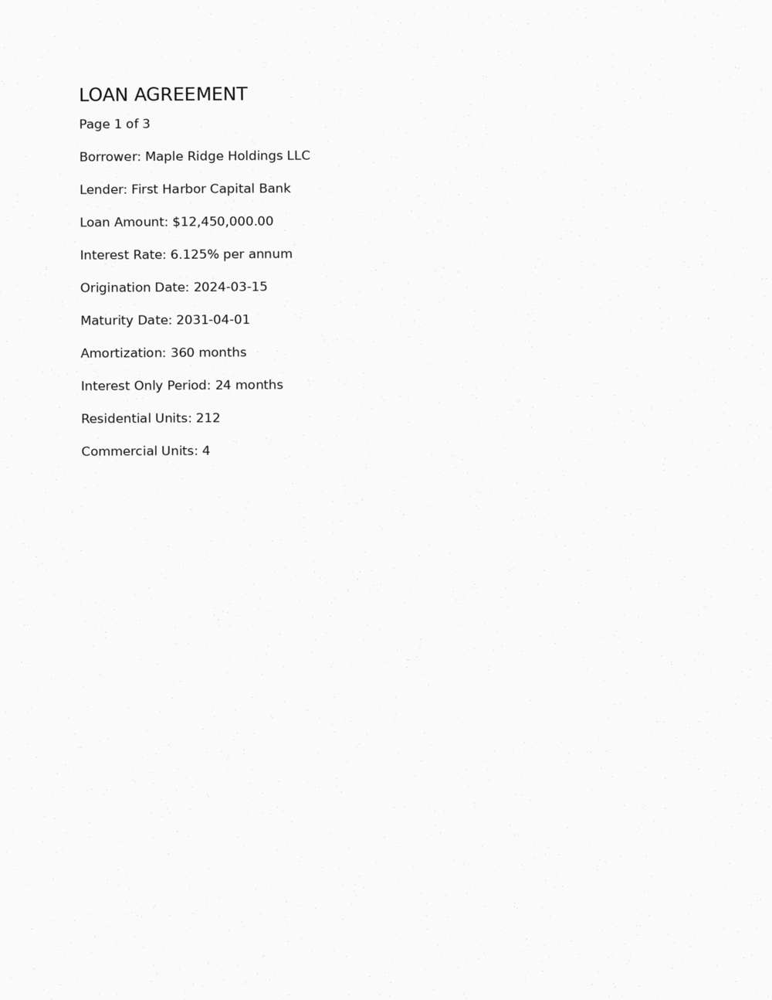 LOAN AGREEMENT
Page 1 of 3
Borrower: Maple Ridge Holdings LLC
Lender: First Harbor Capital Bank
Loan Amount: $12,450,000.00
Interest Rate: 6.125% per annum
Origination Date: 2024-03-15
Maturity Date: 2031-04-01
Amortization: 360 months
Interest Only Period: 24 months
Residential Units: 212
Commercial Units: 4